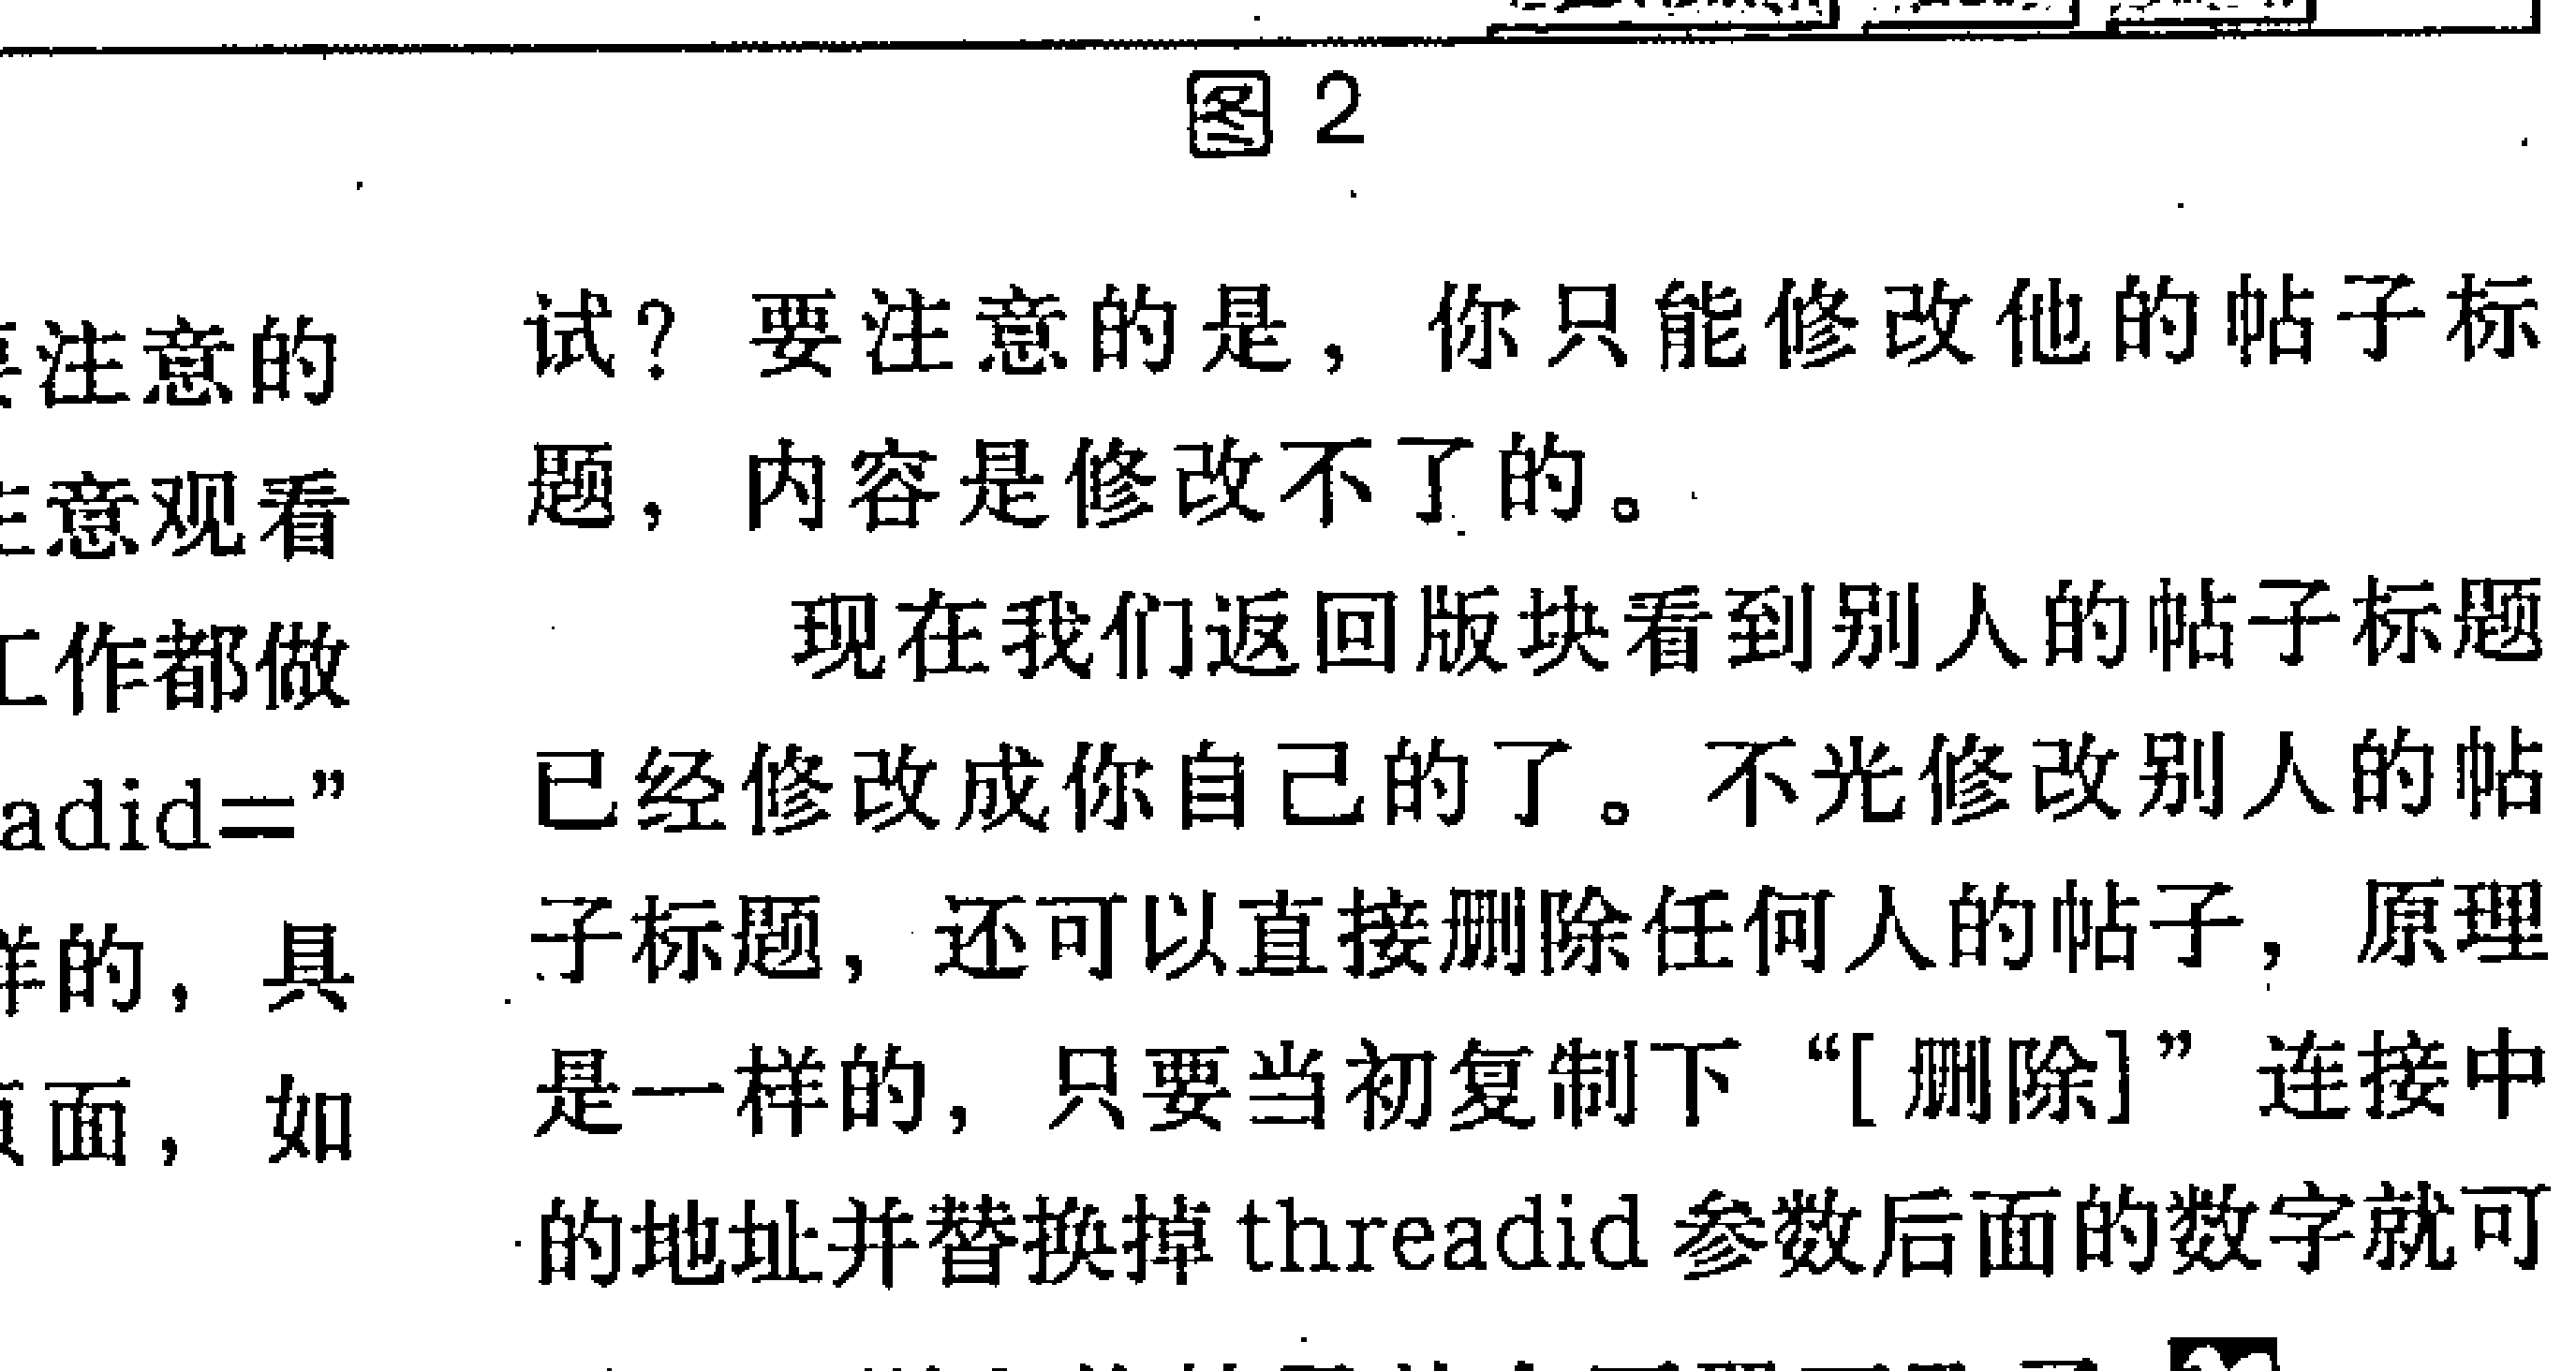 图 2
注意的
意观看
工作都做
adid=”
样的，具
页面，如
试？要注意的是，你只能修改他的帖子标
题，内容是修改不了的。
现在我们返回版块看到别人的帖子标题
已经修改成你自己的了。不光修改别人的帖
子标题，还可以直接删除任何人的帖子，原理
是一样的，只要当初复制下“[删除]”连接中
的地址并替换掉 threadid 参数后面的数字就可